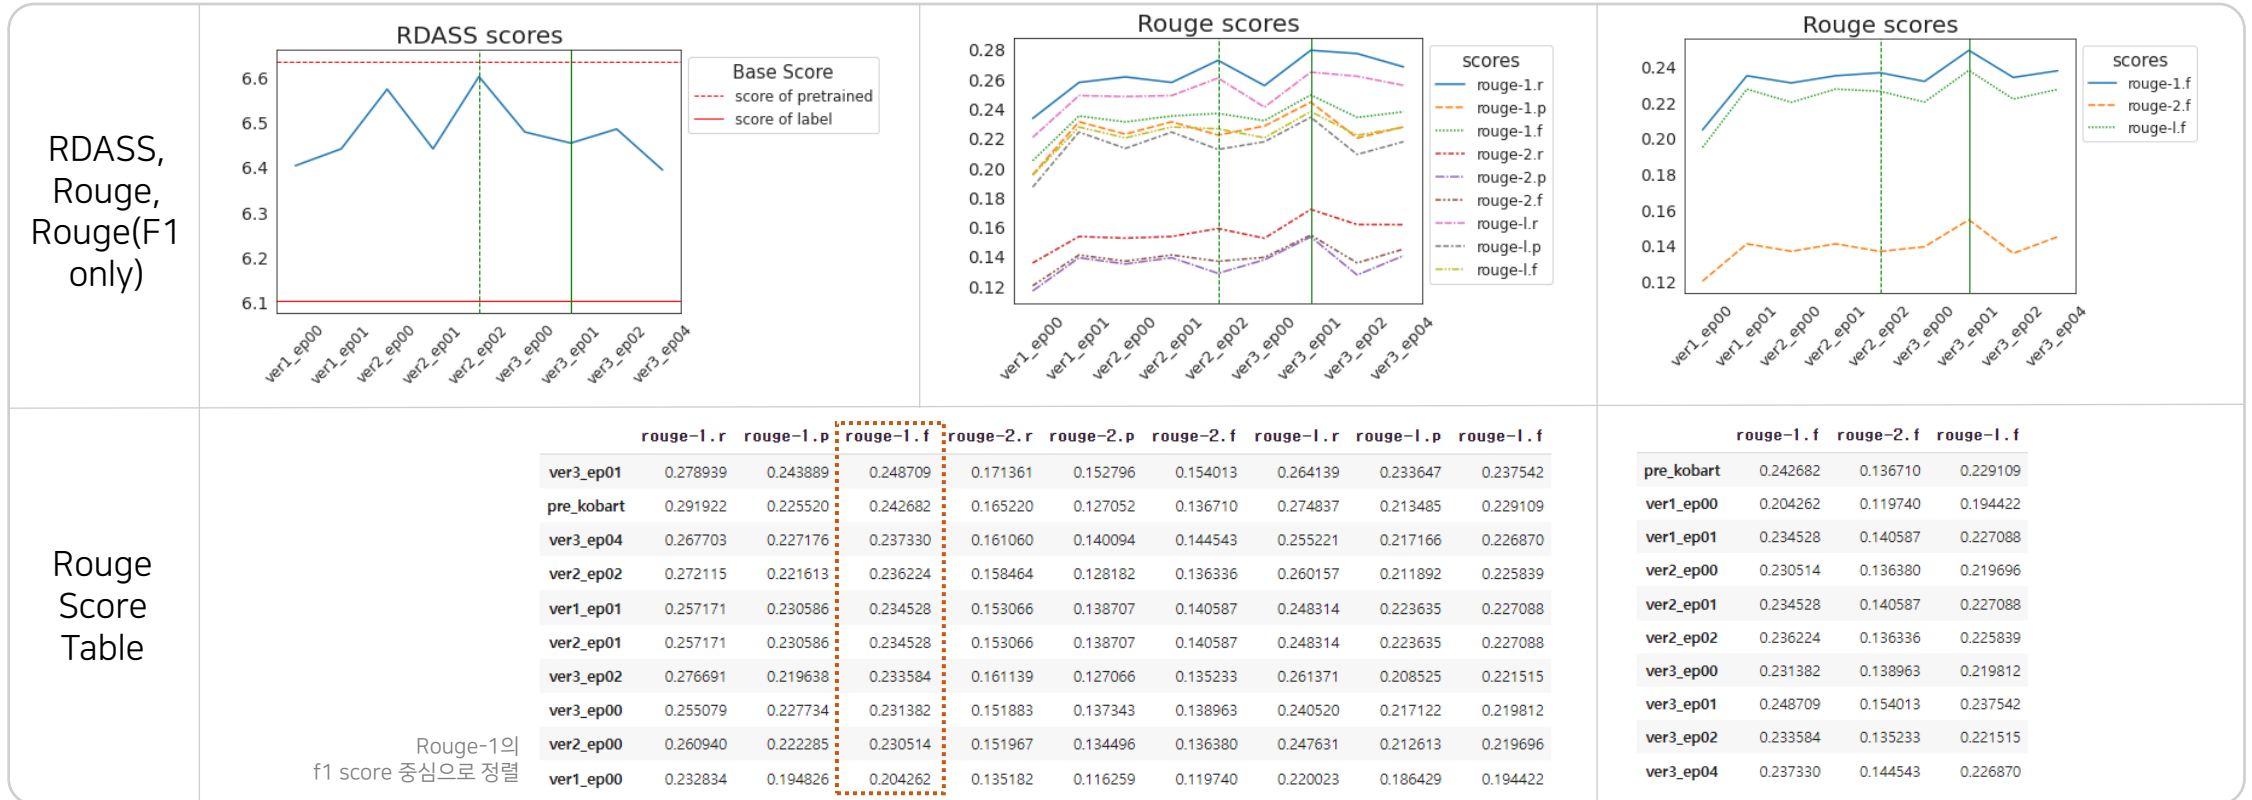 RDASS,
Rouge,
Rouge(F1
only)
RDASS scores
6.6
6.5
6.4
6.3
6.2
6.1
ver1_ep00
ver1_ep01
ver2_ep00
ver2_ep01
ver2_ep02
ver3_ep00
ver3_ep01
ver3_ep02
ver3_ep04
Base Score
score of pretrained
score of label
Rouge scores
0.28
0.26
0.24
0.22
0.20
0.18
0.16
0.14
0.12
ver1_ep00
ver1_ep01
ver2_ep00
ver2_ep01
ver2_ep02
ver3_ep00
ver3_ep01
ver3_ep02
ver3_ep04
scores
rouge-1.r
rouge-1.p
rouge-1.f
rouge-2.r
rouge-2.p
rouge-2.f
rouge-l.r
rouge-l.p
rouge-l.f
Rouge scores
0.24
0.22
0.20
0.18
0.16
0.14
0.12
ver1_ep00
ver1_ep01
ver2_ep00
ver2_ep01
ver2_ep02
ver3_ep00
ver3_ep01
ver3_ep02
ver3_ep04
scores
rouge-1.f
rouge-2.f
rouge-l.f
Rouge
Score
Table
Rouge-1의
f1 score 중심으로 정렬
rouge-1.r rouge-1.p rouge-1.f rouge-2.r rouge-2.p rouge-2.f rouge-l.r rouge-l.p rouge-l.f
ver3_ep01 0.278939 0.243889 0.248709 0.171361 0.152796 0.154013 0.264139 0.233647 0.237542
pre_kobart 0.291922 0.225520 0.242682 0.165220 0.127052 0.136710 0.274837 0.213485 0.229109
ver3_ep04 0.267703 0.227176 0.237330 0.161060 0.140094 0.144543 0.255221 0.217166 0.226870
ver2_ep02 0.272115 0.221613 0.236224 0.158464 0.128182 0.136336 0.260157 0.211892 0.225839
ver1_ep01 0.257171 0.230586 0.234528 0.153066 0.138707 0.140587 0.248314 0.223635 0.227088
ver2_ep01 0.257171 0.230586 0.234528 0.153066 0.138707 0.140587 0.248314 0.223635 0.227088
ver3_ep02 0.276691 0.219638 0.233584 0.161139 0.127066 0.135233 0.261371 0.208525 0.221515
ver3_ep00 0.255079 0.227734 0.231382 0.151883 0.137343 0.138963 0.240520 0.217122 0.219812
ver2_ep00 0.260940 0.222285 0.230514 0.151967 0.134496 0.136380 0.247631 0.212613 0.219696
ver1_ep00 0.232834 0.194826 0.204262 0.135182 0.116259 0.119740 0.220023 0.186429 0.194422
rouge-1.f rouge-2.f rouge-l.f
pre_kobart 0.242682 0.136710 0.229109
ver1_ep00 0.204262 0.119740 0.194422
ver1_ep01 0.234528 0.140587 0.227088
ver2_ep00 0.230514 0.136380 0.219696
ver2_ep01 0.234528 0.140587 0.227088
ver2_ep02 0.236224 0.136336 0.225839
ver3_ep00 0.231382 0.138963 0.219812
ver3_ep01 0.248709 0.154013 0.237542
ver3_ep02 0.233584 0.135233 0.221515
ver3_ep04 0.237330 0.144543 0.226870